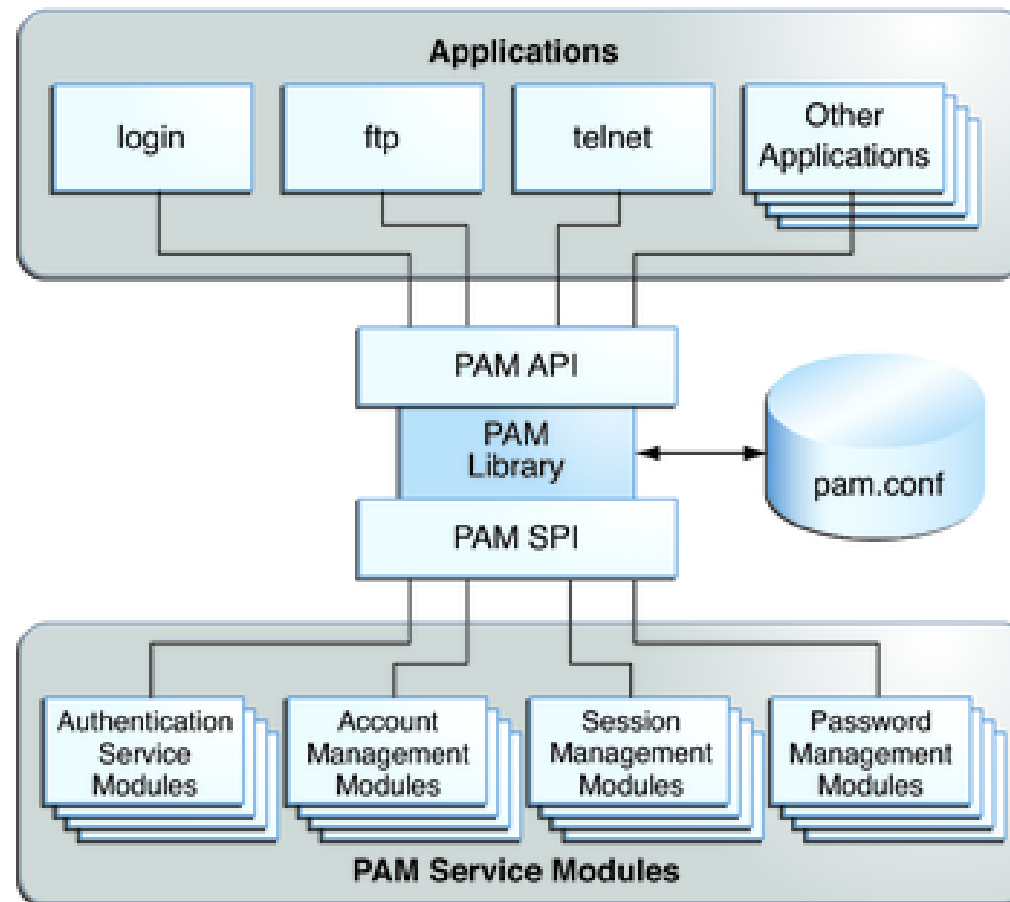 Applications
login
ftp
telnet
Other
Applications
PAM API
PAM
Library
pam.conf
PAM SPI
Authentication
Service
Modules
Account
Management
Modules
Session
Management
Modules
Password
Management
Modules
PAM Service Modules